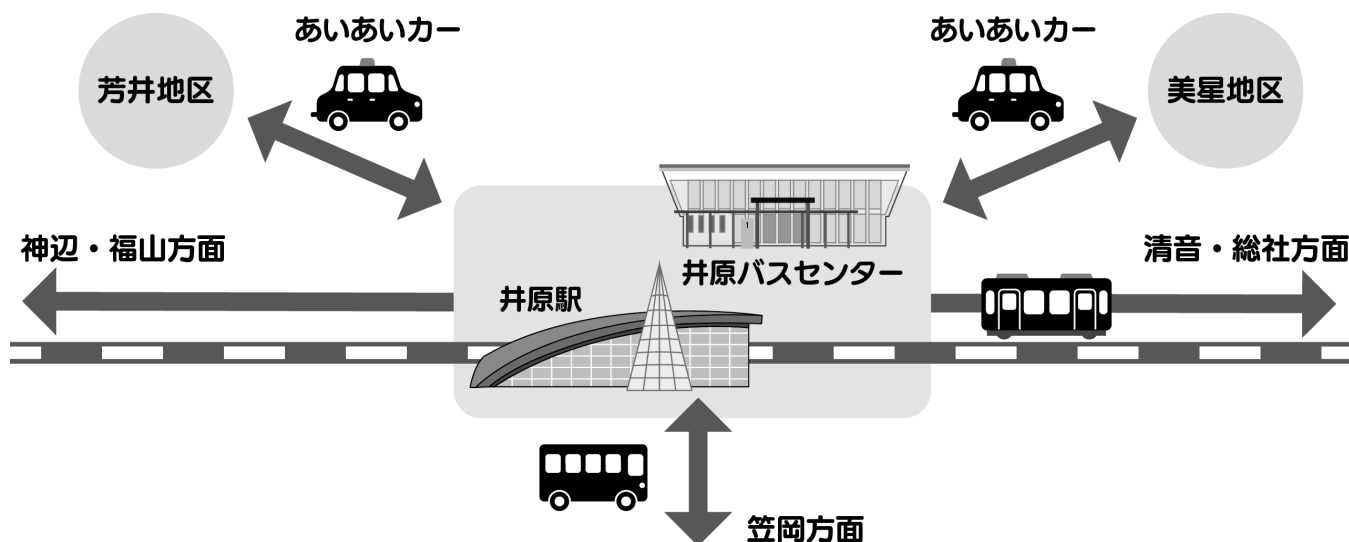 あいあいカー
あいあいカー
芳井地区
美星地区
神辺・福山方面
清音・総社方面
井原バスセンター
井原駅
笠岡方面